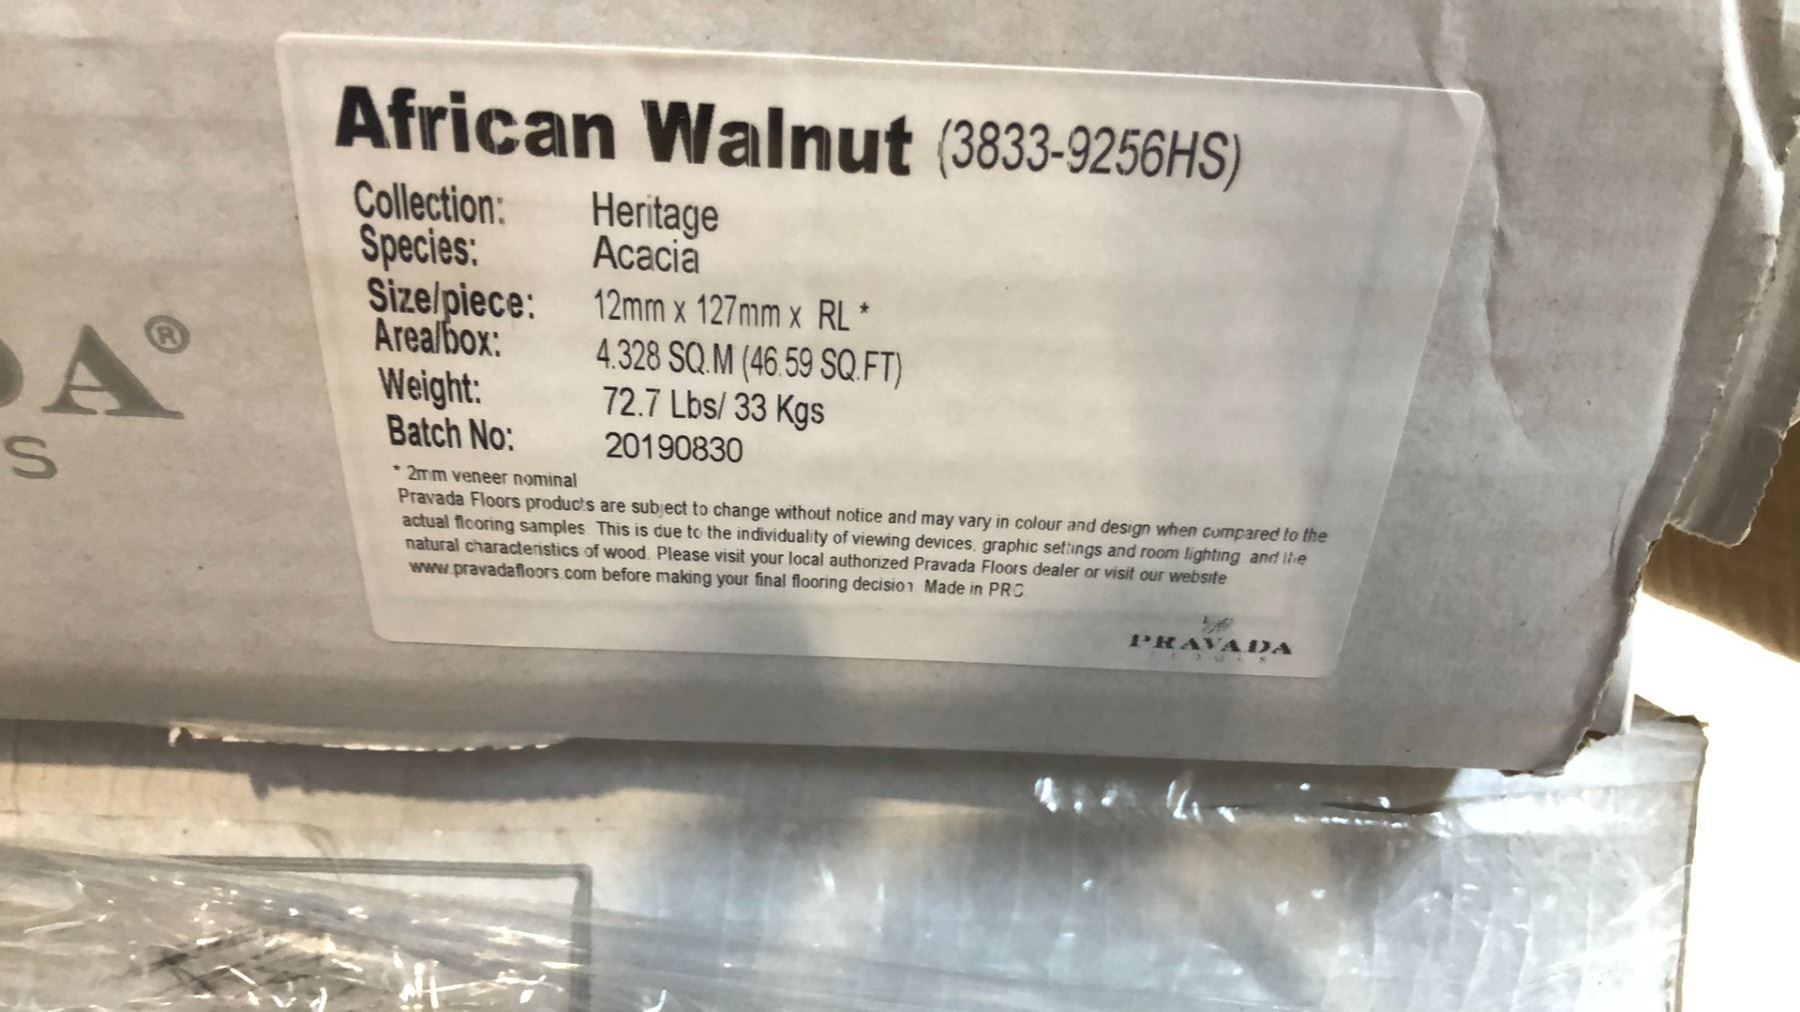 African Walnut (3833-9256HS)
Collection: Heritage
Species: Acacia
Size/piece: 12mm x 127mm x RL *
Area/box: 4.328 SQ.M (46.59 SQ.FT)
Weight: 72.7 Lbs/ 33 Kgs
Batch No: 20190830
* 2mm veneer nominal
Pravada Floors products are subject to change without notice and may vary in colour and design when compared to the
actual flooring samples. This is due to the individuality of viewing devices, graphic settings and room lighting and the
natural characteristics of wood. Please visit your local authorized Pravada Floors dealer or visit our website
www.pravadafloors.com before making your final flooring decision. Made in PRC
PRAVADA
DA®
S